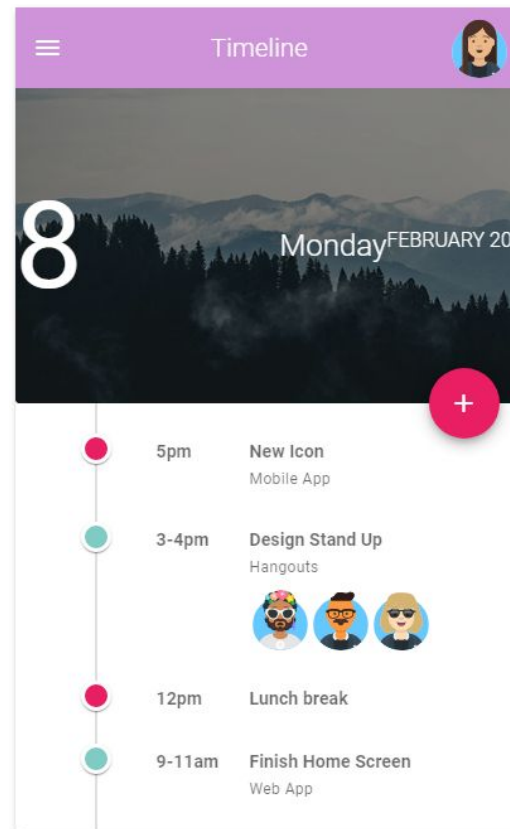 Timeline
8
Monday FEBRUARY 20
+
5pm New Icon
Mobile App
3-4pm Design Stand Up
Hangouts
12pm Lunch break
9-11am Finish Home Screen
Web App